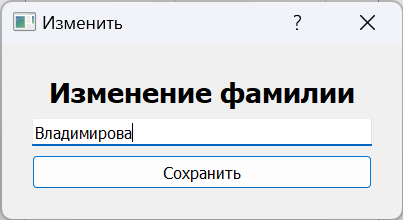 Изменить
?
Изменение фамилии
Владимирова
Сохранить